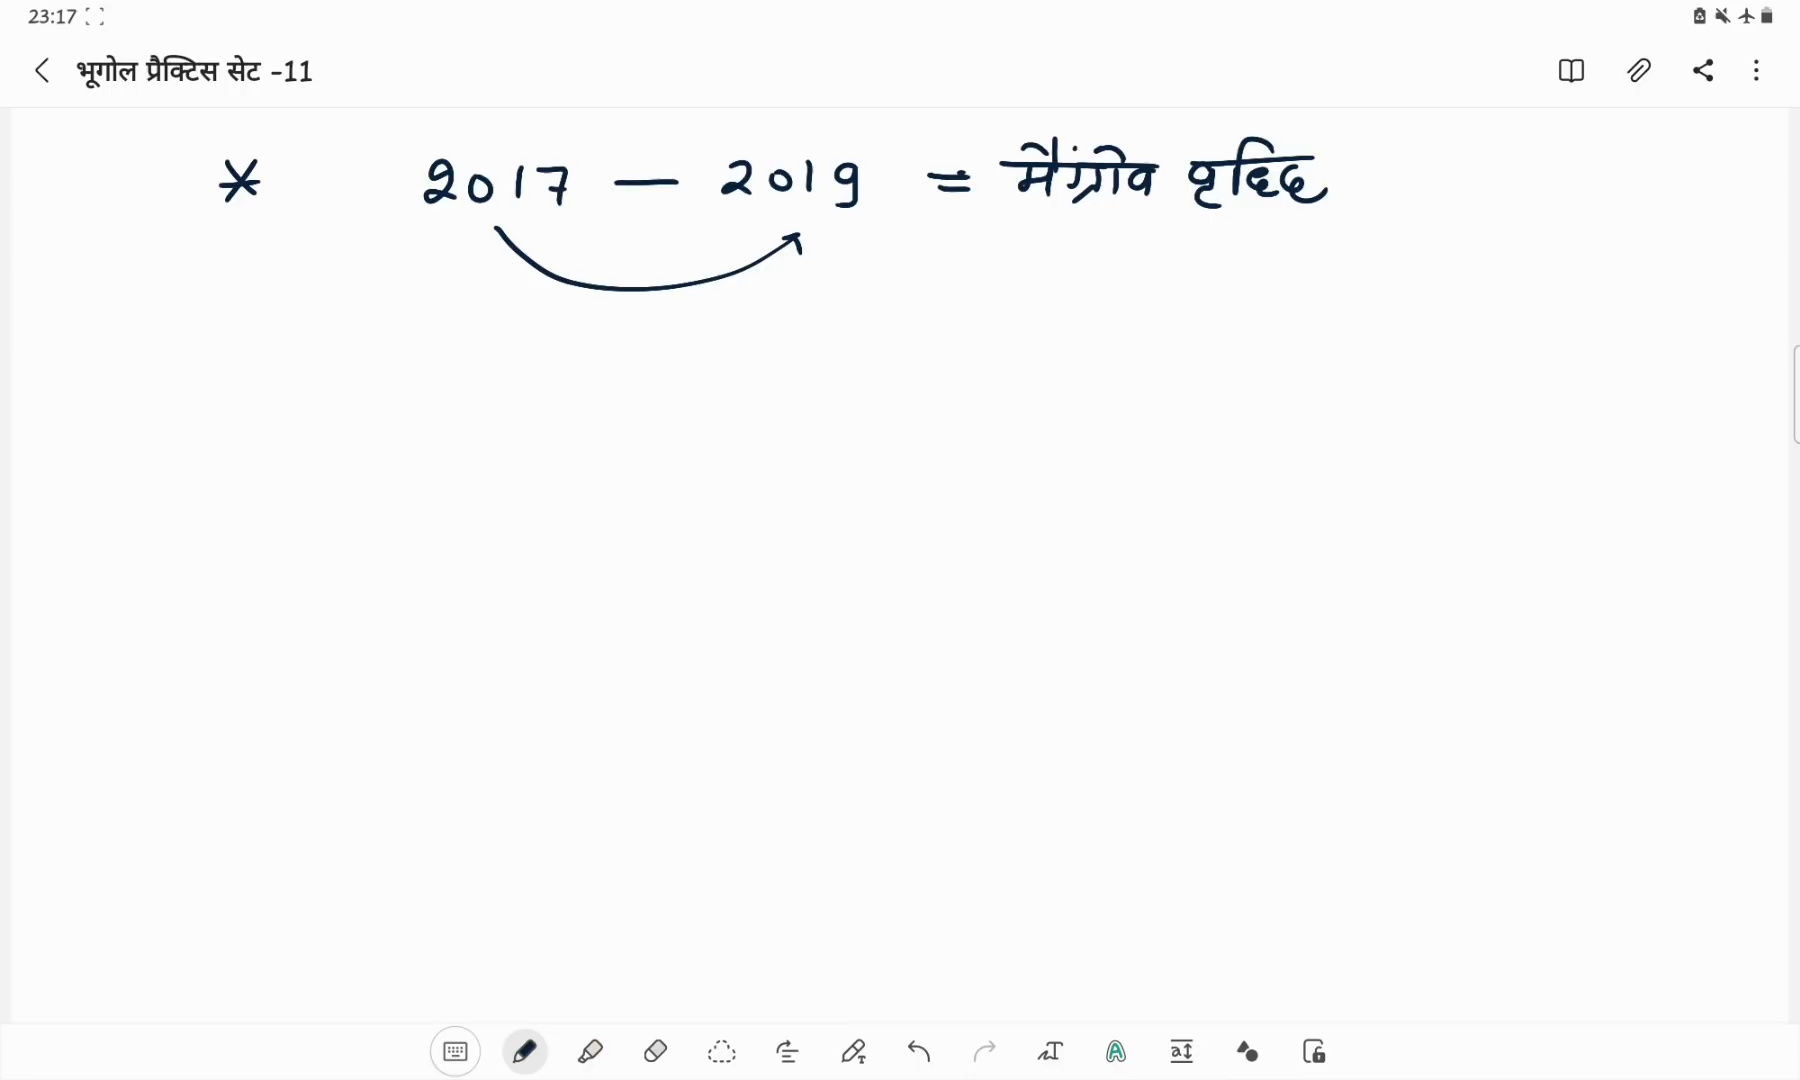 23:17
भूगोल प्रैक्टिस सेट -11
* 2017 — 2019 = मैंग्रोव वृद्धि